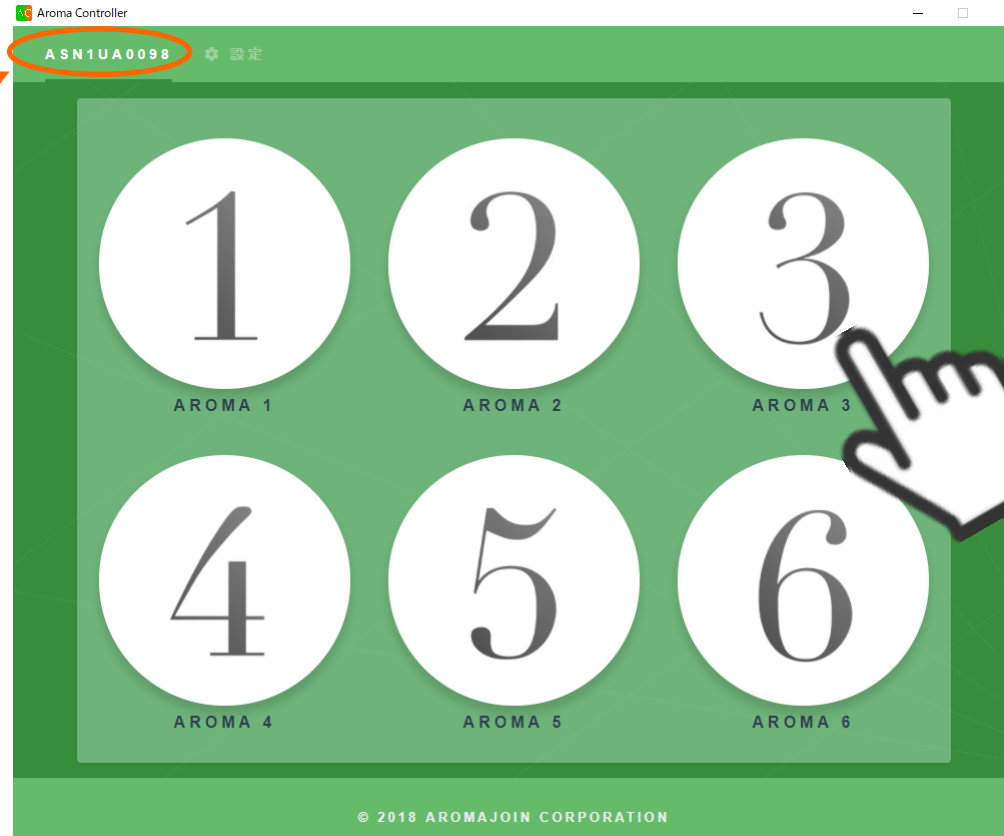 AC Aroma Controller
ASN1UA0098 設定
1 2 3
AROMA 1 AROMA 2 AROMA 3
4 5 6
AROMA 4 AROMA 5 AROMA 6
© 2018 AROMAJOIN CORPORATION